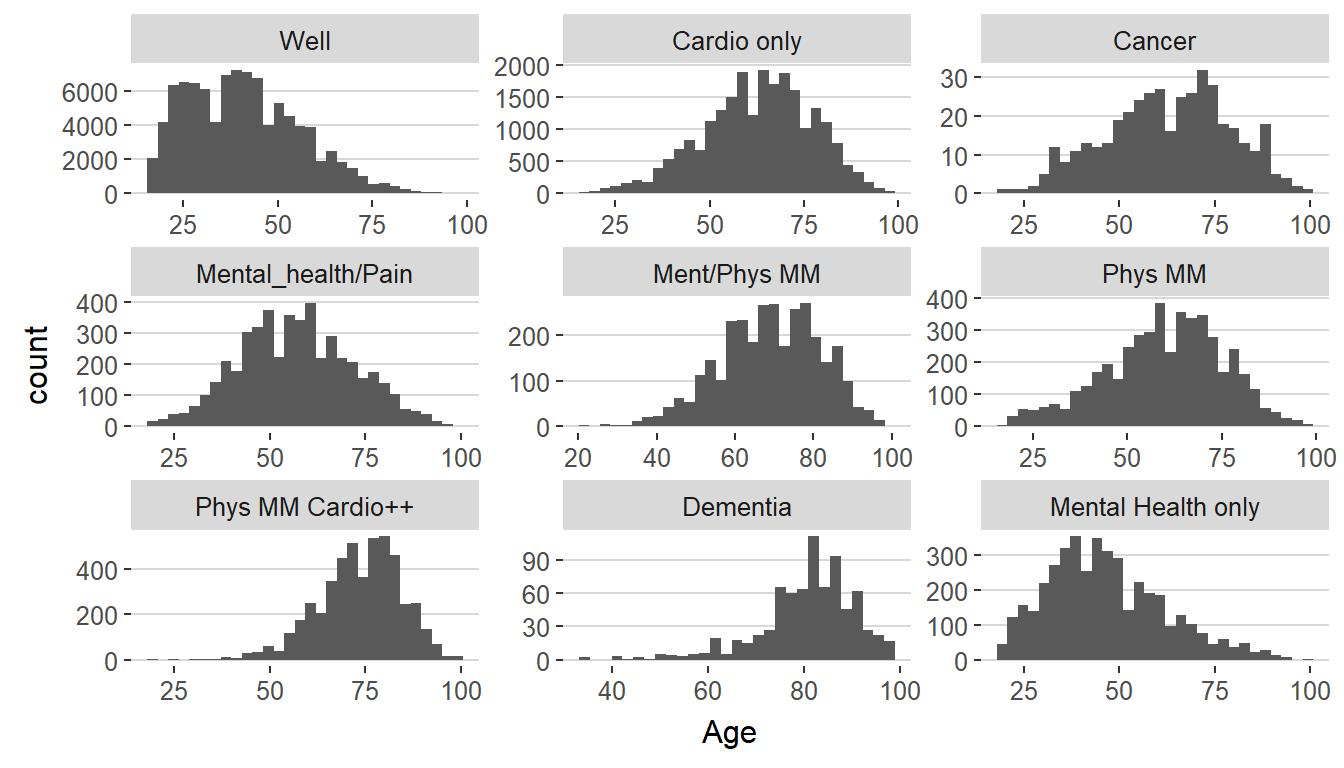 Well
Cardio only
Cancer
6000
4000
2000
0
25 50 75 100
2000
1500
1000
500
0
25 50 75 100
30
20
10
0
25 50 75 100
Mental_health/Pain
Ment/Phys MM
Phys MM
400
300
200
100
0
25 50 75 100
200
100
0
20 40 60 80 100
400
300
200
100
0
25 50 75 100
Phys MM Cardio++
Dementia
Mental Health only
400
200
0
25 50 75 100
90
60
30
0
40 60 80 100
300
200
100
0
25 50 75 100
count
Age